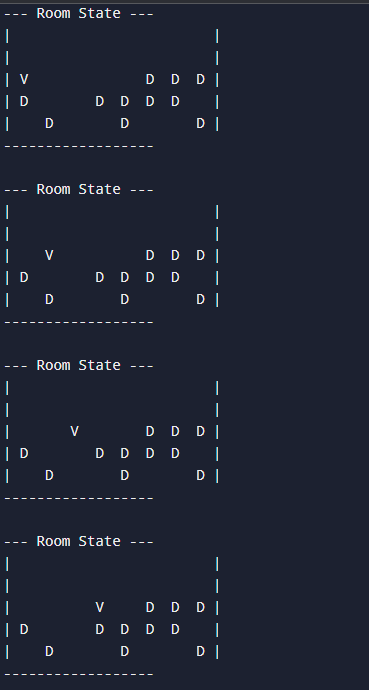 --- Room State ---
|                         |
|                         |
| V              D  D  D |
| D        D  D  D  D    |
|    D        D        D |
------------------

--- Room State ---
|                         |
|                         |
|    V           D  D  D |
| D        D  D  D  D    |
|    D        D        D |
------------------

--- Room State ---
|                         |
|                         |
|       V        D  D  D |
| D        D  D  D  D    |
|    D        D        D |
------------------

--- Room State ---
|                         |
|                         |
|          V     D  D  D |
| D        D  D  D  D    |
|    D        D        D |
------------------